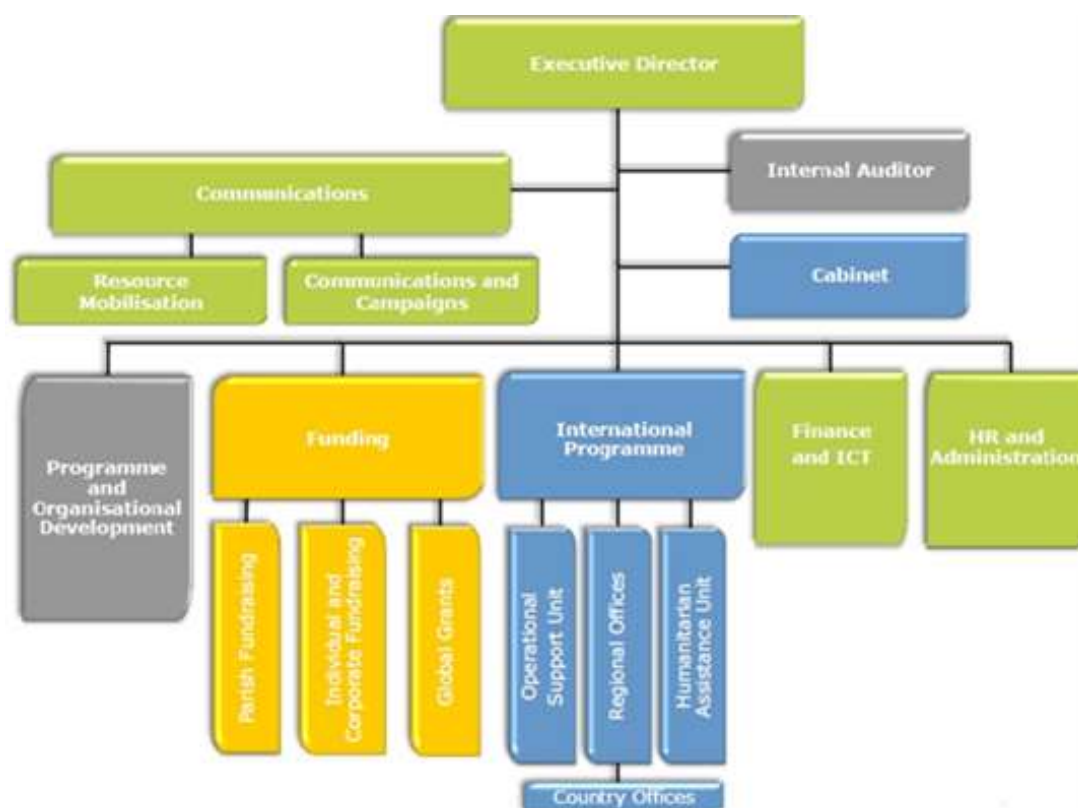 Executive Director
Internal Auditor
Communications
Cabinet
Resource
Mobilisation
Communications and
Campaigns
Programme
and
Organisational
Development
Funding
International
Programme
Finance
and ICT
HR and
Administration
Parish Fundraising
Individual and
Corporate Fundraising
Global Grants
Operational
Support Unit
Regional Offices
Humanitarian
Assistance Unit
Country Offices